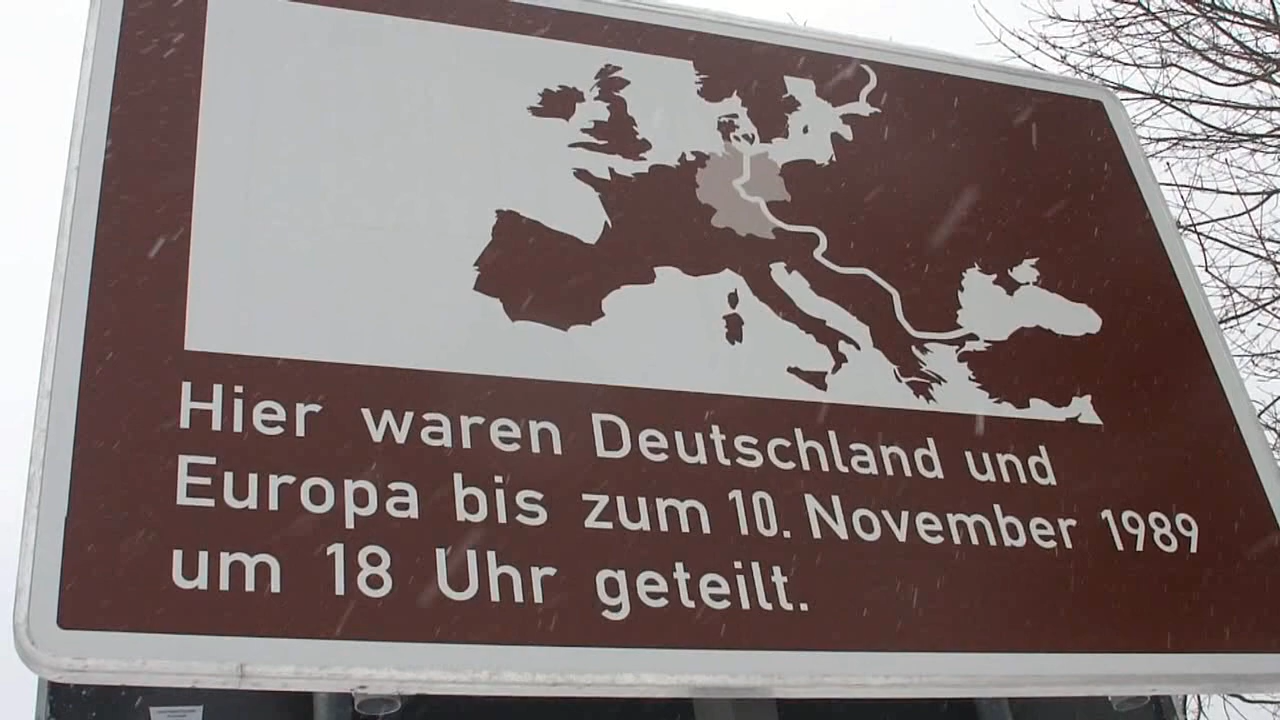 Hier waren Deutschland und
Europa bis zum 10. November 1989
um 18 Uhr geteilt.